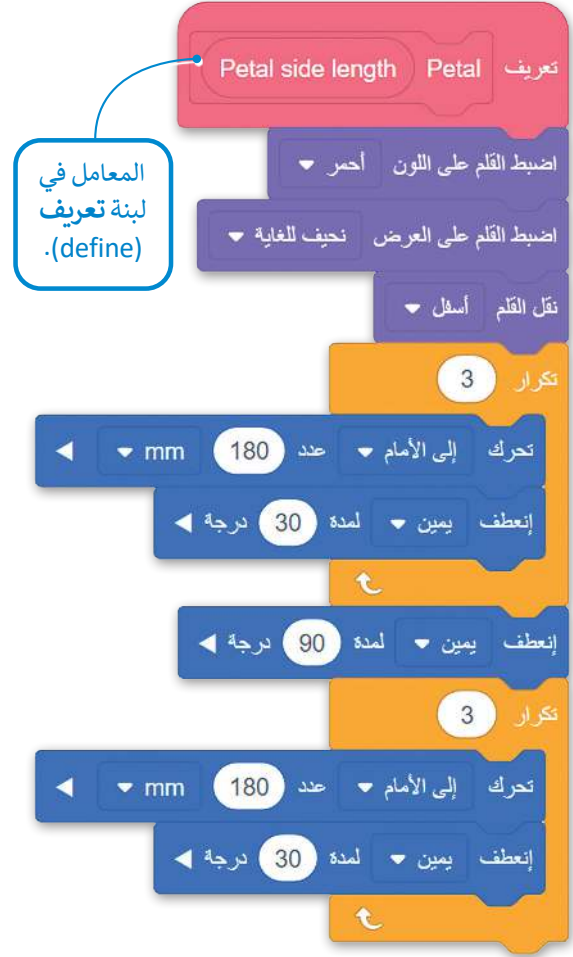 تعريف Petal Petal side length
المعامل في
لبنة تعريف
(define).
اضبط القلم على اللون أحمر
اضبط القلم على العرض نحيف للغاية
نقل القلم أسفل
تكرار 3
تحرك إلى الأمام عدد 180 mm
إنعطف يمين لمدة 30 درجة
إنعطف يمين لمدة 90 درجة
تكرار 3
تحرك إلى الأمام عدد 180 mm
إنعطف يمين لمدة 30 درجة